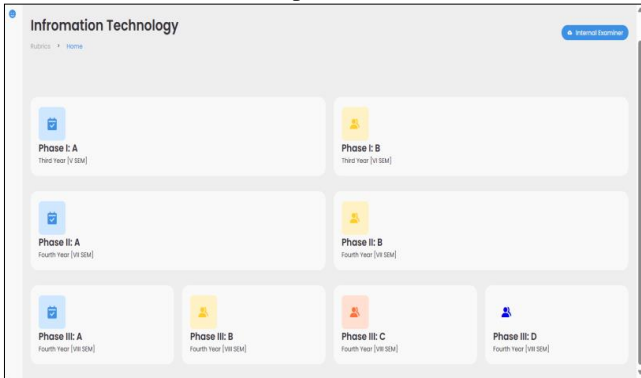 Infromation Technology
Rubrics > Home
Internal Examiner
Phase I: A
Third Year [V SEM]
Phase I: B
Third Year [VI SEM]
Phase II: A
Fourth Year [VII SEM]
Phase II: B
Fourth Year [VII SEM]
Phase III: A
Fourth Year [VIII SEM]
Phase III: B
Fourth Year [VIII SEM]
Phase III: C
Fourth Year [VIII SEM]
Phase III: D
Fourth Year [VIII SEM]